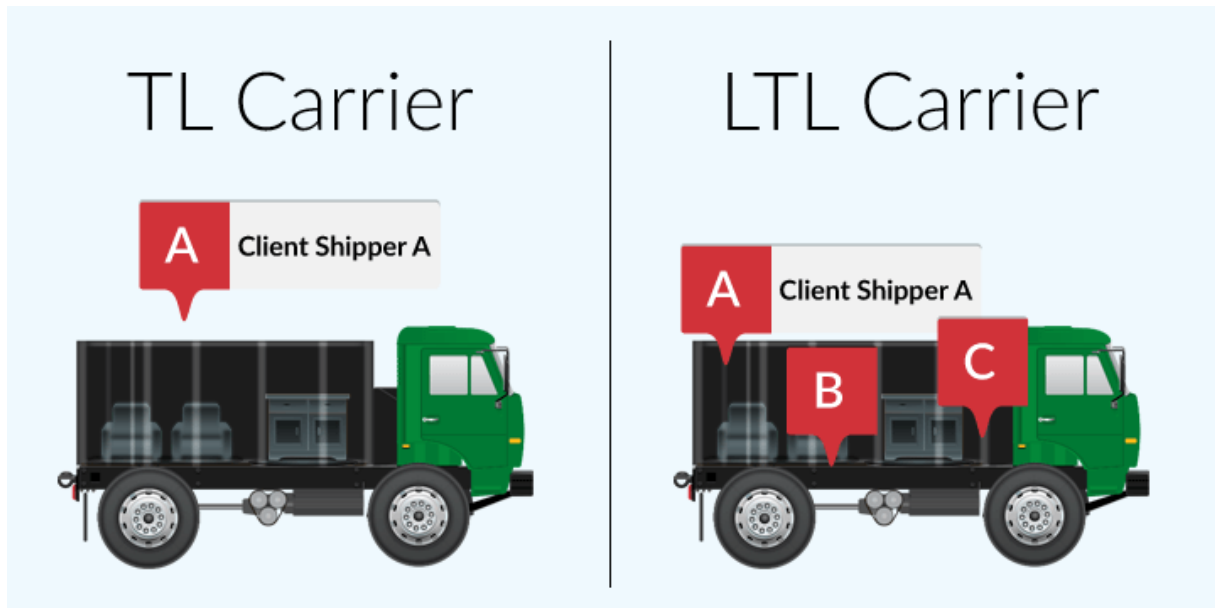 TL Carrier
A
Client Shipper A
LTL Carrier
A
Client Shipper A
B
C